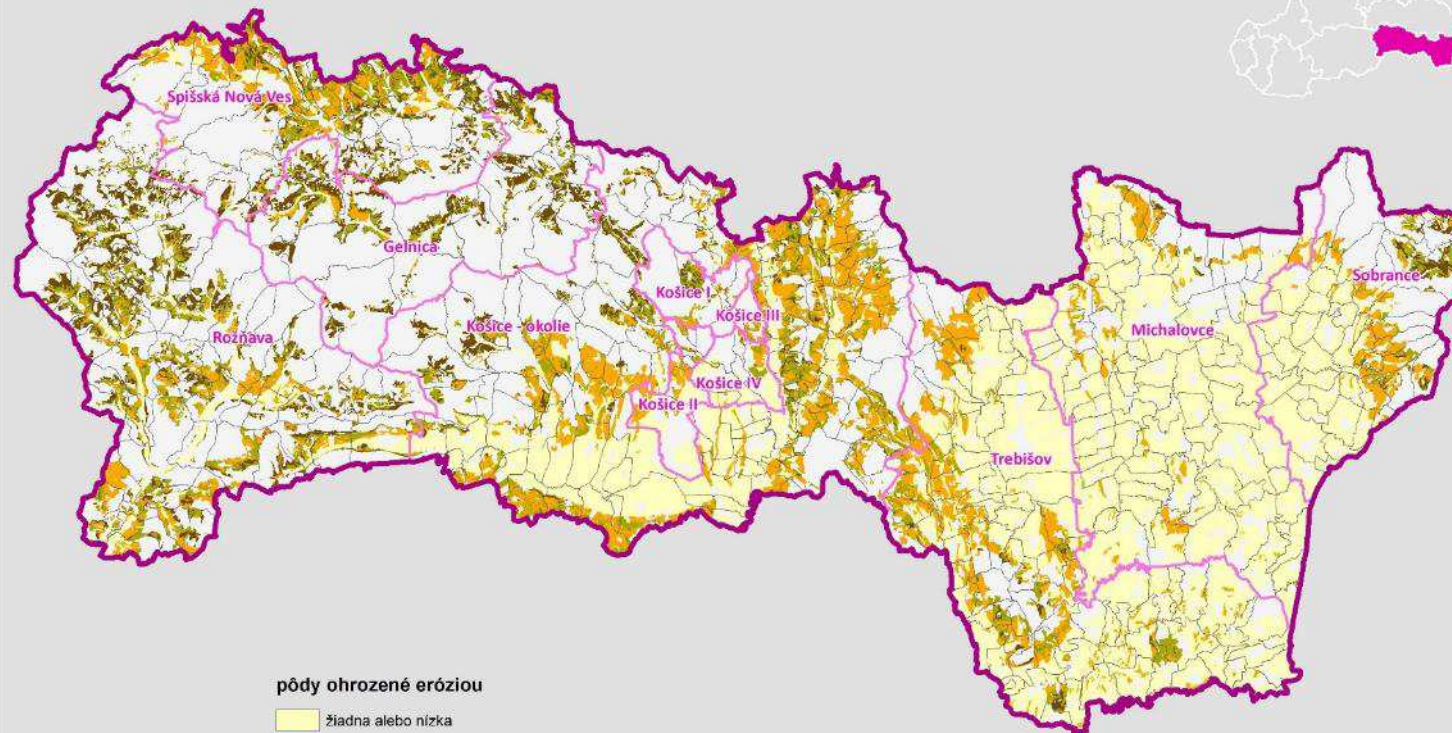 Spišská Nová Ves
Gelnica
Rožňava
Košice - okolie
Košice I
Košice III
Košice IV
Košice II
Trebišov
Michalovce
Sobrance
pôdy ohrozené eróziou
žiadna alebo nízka